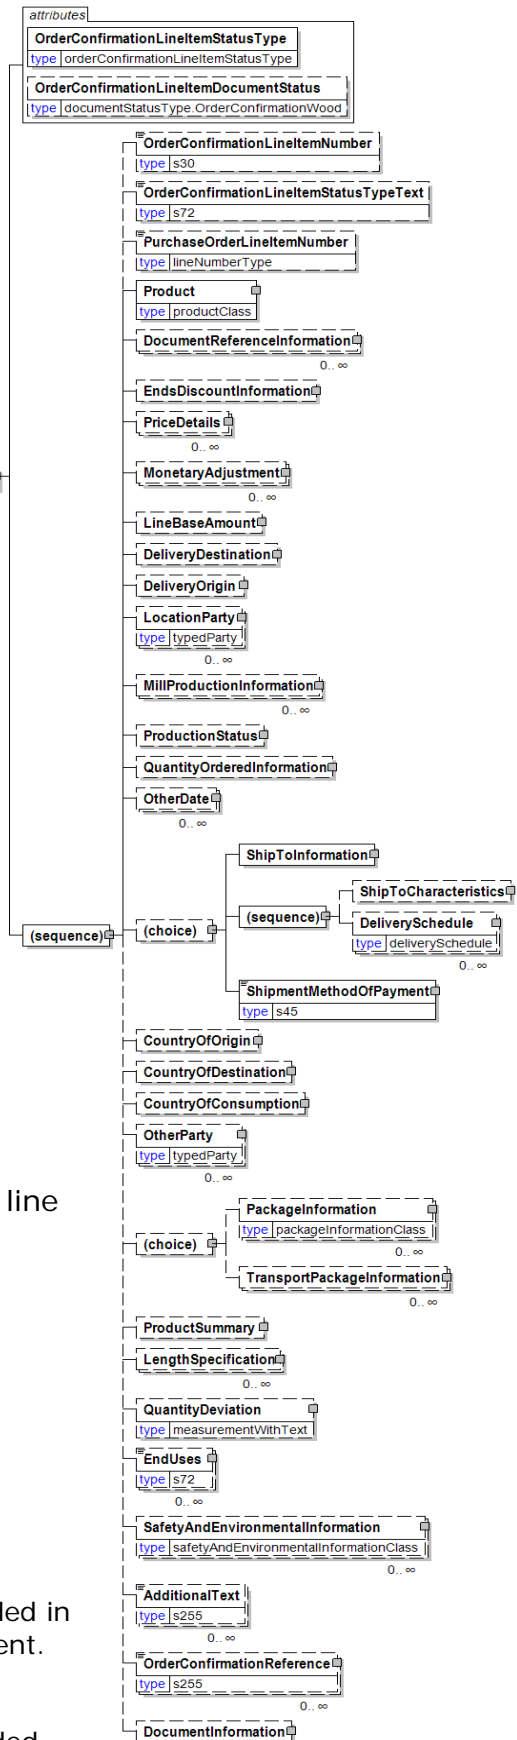 attributes
OrderConfirmationLineItemStatusType
type orderConfirmationLineItemStatusType
OrderConfirmationLineItemDocumentStatus
type documentStatusType.OrderConfirmationWood
OrderConfirmationLineItemNumber
type s30
OrderConfirmationLineItemStatusTypeText
type s72
PurchaseOrderLineItemNumber
type lineNumberType
Product
type productClass
DocumentReferenceInformation
0.. ∞
EndsDiscountInformation
PriceDetails
0.. ∞
MonetaryAdjustment
0.. ∞
LineBaseAmount
DeliveryDestination
DeliveryOrigin
LocationParty
type typedParty
0.. ∞
MillProductionInformation
0.. ∞
ProductionStatus
QuantityOrderedInformation
OtherDate
0.. ∞
ShipToInformation
ShipToCharacteristics
(sequence)
DeliverySchedule
type deliverySchedule
0.. ∞
(sequence)
(choice)
ShipmentMethodOfPayment
type s45
CountryOfOrigin
CountryOfDestination
CountryOfConsumption
OtherParty
type typedParty
0.. ∞
line
PackageInformation
type packageInformationClass
0.. ∞
(choice)
TransportPackageInformation
0.. ∞
ProductSummary
LengthSpecification
0.. ∞
QuantityDeviation
type measurementWithText
EndUses
type s72
0.. ∞
SafetyAndEnvironmentalInformation
type safetyAndEnvironmentalInformationClass
0.. ∞
AdditionalText
led in
type s255
0.. ∞
ent.
OrderConfirmationReference
type s255
0.. ∞
DocumentInformation